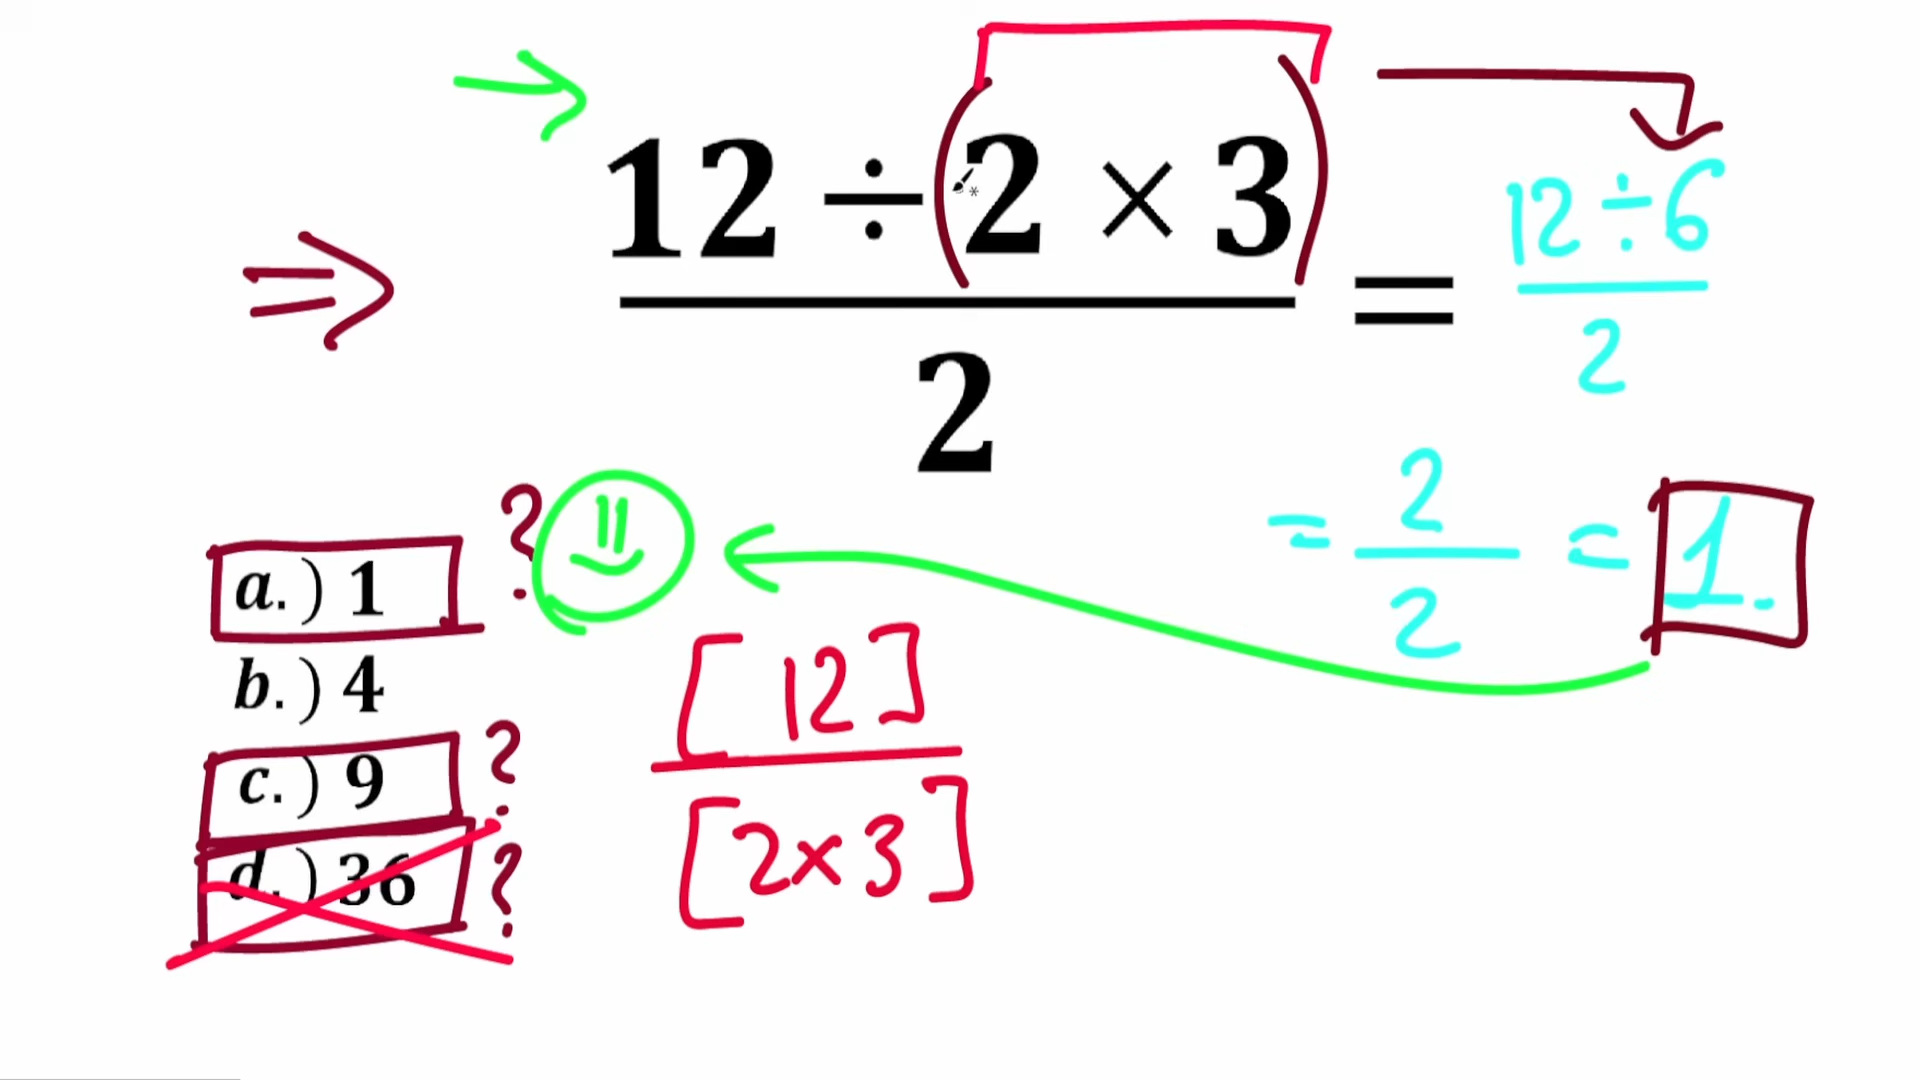 12 ÷ (2 × 3)
2
=
12 ÷ 6
2
= 2
2
= 1.
a.) 1 ?
b.) 4
c.) 9 ?
d.) 36 ?
[12]
[2×3]